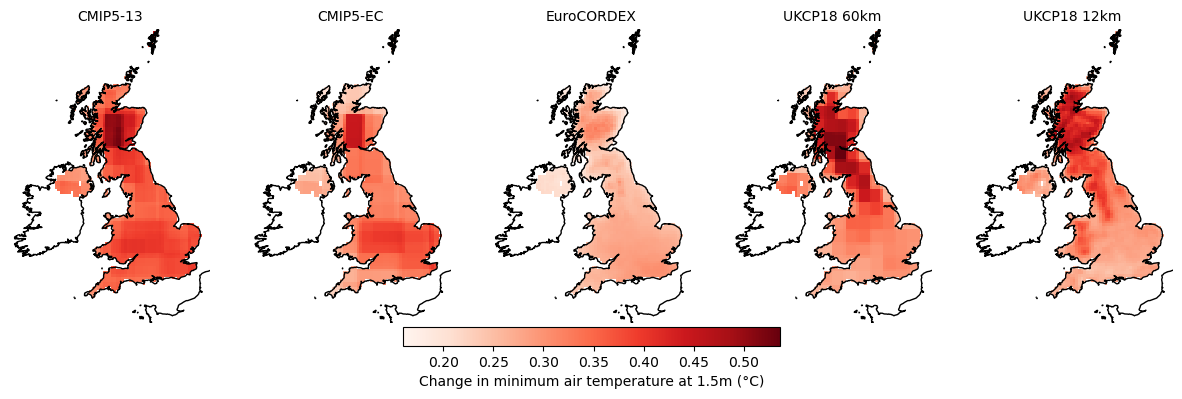 CMIP5-13 CMIP5-EC EuroCORDEX UKCP18 60km UKCP18 12km
0.20 0.25 0.30 0.35 0.40 0.45 0.50
Change in minimum air temperature at 1.5m (°C)